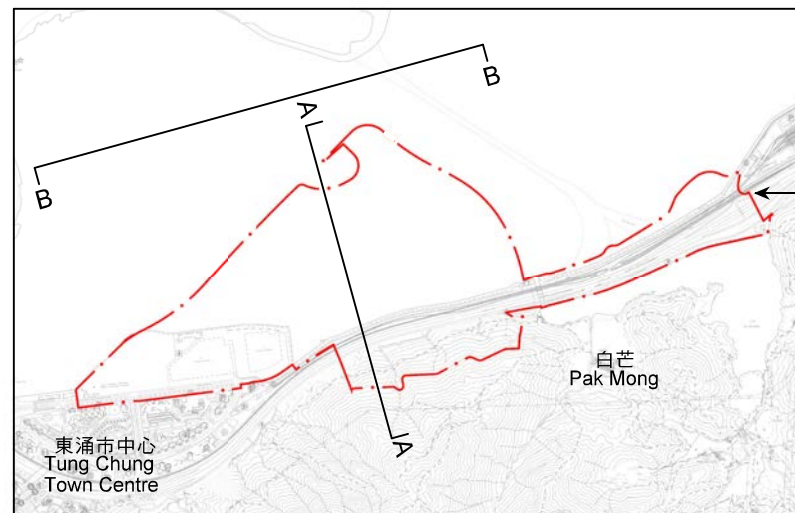 B
A
B
白芒
Pak Mong
東涌市中心
Tung Chung
Town Centre
A